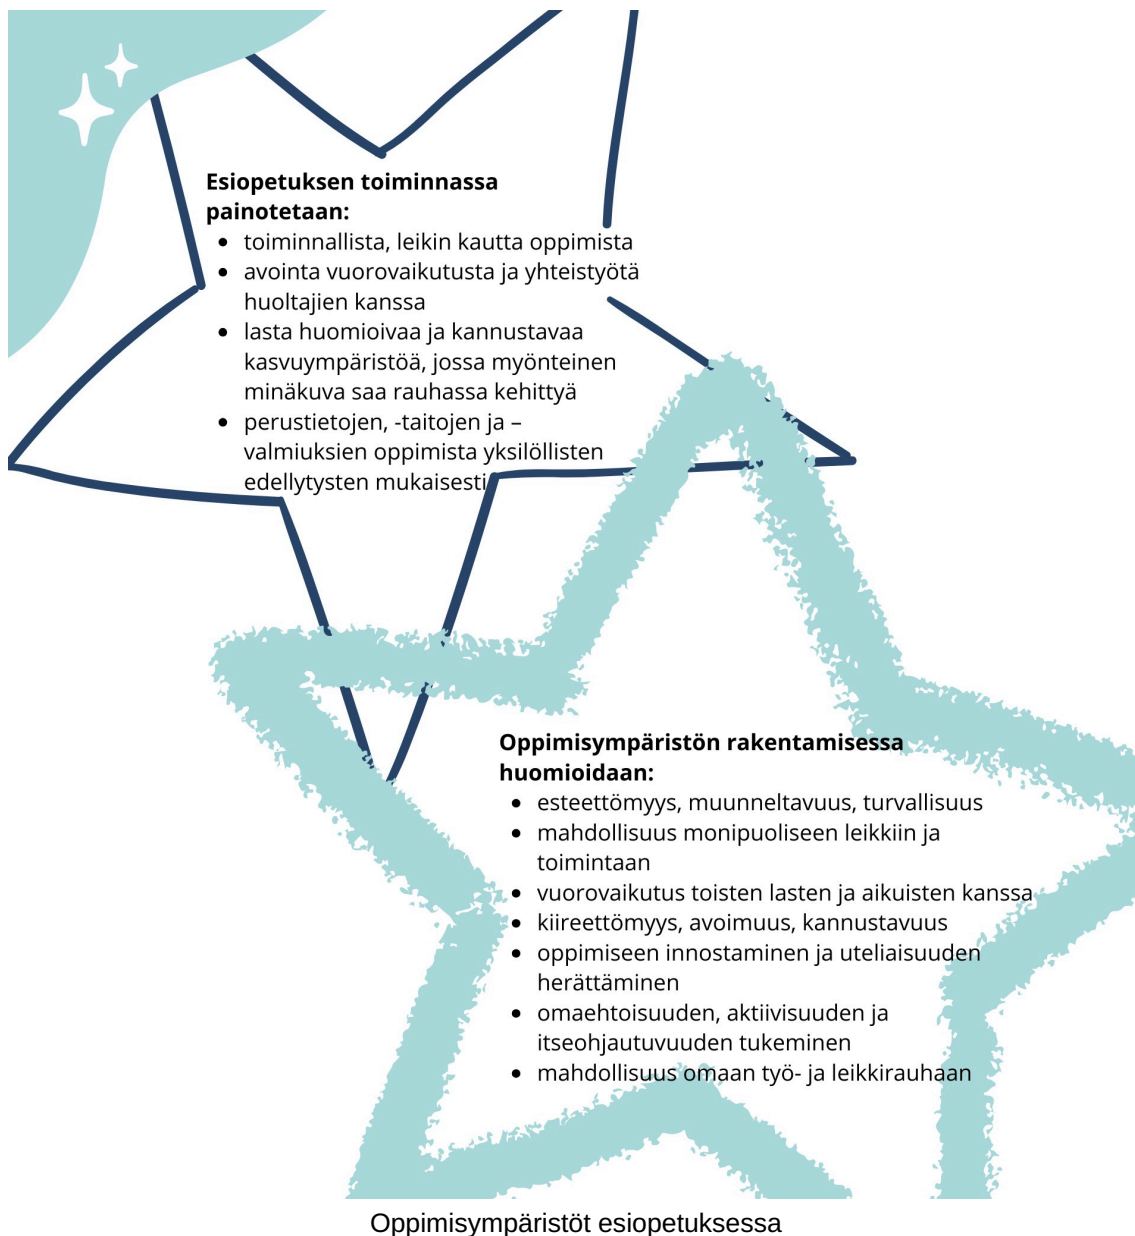 Esiopetuksen toiminnassa
painotetaan:
• toiminnallista, leikin kautta oppimista
• avointa vuorovaikutusta ja yhteistyötä
huoltajien kanssa
• lasta huomioivaa ja kannustavaa
kasvuympäristöä, jossa myönteinen
minäkuva saa rauhassa kehittyä
• perustietojen, -taitojen ja –
valmiuksien oppimista yksilöllisten
edellytysten mukaisesti
Oppimisympäristön rakentamisessa
huomioidaan:
• esteettömyys, muunneltavuus, turvallisuus
• mahdollisuus monipuoliseen leikkiin ja
toimintaan
• vuorovaikutus toisten lasten ja aikuisten kanssa
• kiireettömyys, avoimuus, kannustavuus
• oppimiseen innostaminen ja uteliaisuuden
herättäminen
• omaehtoisuuden, aktiivisuuden ja
itseohjautuvuuden tukeminen
• mahdollisuus omaan työ- ja leikkirauhaan
Oppimisympäristöt esiopetuksessa